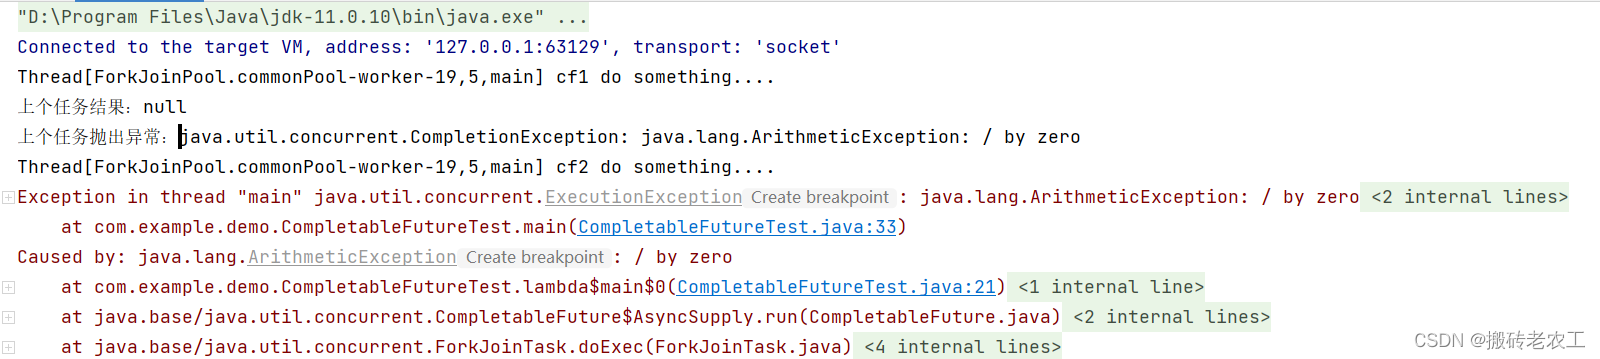 "D:\Program Files\Java\jdk-11.0.10\bin\java.exe" ...
Connected to the target VM, address: '127.0.0.1:63129', transport: 'socket'
Thread[ForkJoinPool.commonPool-worker-19,5,main] cf1 do something....
上个任务结果：null
上个任务抛出异常：java.util.concurrent.CompletionException: java.lang.ArithmeticException: / by zero
Thread[ForkJoinPool.commonPool-worker-19,5,main] cf2 do something....
Exception in thread "main" java.util.concurrent.ExecutionException Create breakpoint : java.lang.ArithmeticException: / by zero <2 internal lines>
at com.example.demo.CompletableFutureTest.main(CompletableFutureTest.java:33)
Caused by: java.lang.ArithmeticException Create breakpoint : / by zero
at com.example.demo.CompletableFutureTest.lambda$main$0(CompletableFutureTest.java:21) <1 internal line>
at java.base/java.util.concurrent.CompletableFuture$AsyncSupply.run(CompletableFuture.java) <2 internal lines>
at java.base/java.util.concurrent.ForkJoinTask.doExec(ForkJoinTask.java) <4 internal lines>
CSDN @搬砖老农工